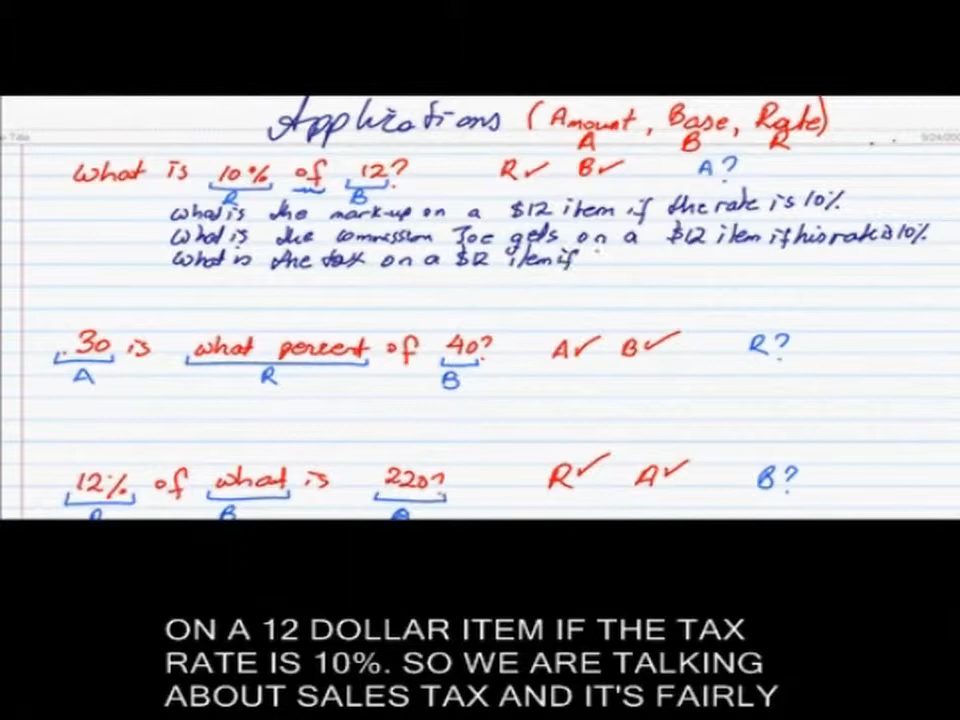 Applications (Amount, Base, Rate)
A B R
What is 10% of 12? R✓ B✓ A?
R B
What is the mark-up on a $12 item if the rate is 10%
What is the commission Joe gets on a $12 item if his rate is 10%
What is the tax on a $12 item if
.30 is what percent of 40? A✓ B✓ R?
A R B
12% of what is 220? R✓ A✓ B?
ON A 12 DOLLAR ITEM IF THE TAX
RATE IS 10%. SO WE ARE TALKING
ABOUT SALES TAX AND IT'S FAIRLY